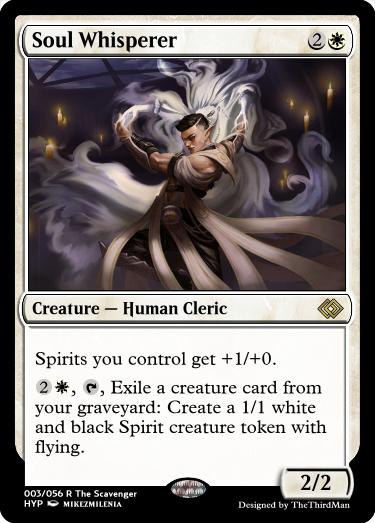 Soul Whisperer 2
Creature — Human Cleric
Spirits you control get +1/+0.
2 , , Exile a creature card from
your graveyard: Create a 1/1 white
and black Spirit creature token with
flying.
2/2
003/056 R The Scavenger
HYP MIKEZMILENIA
Designed by TheThirdMan